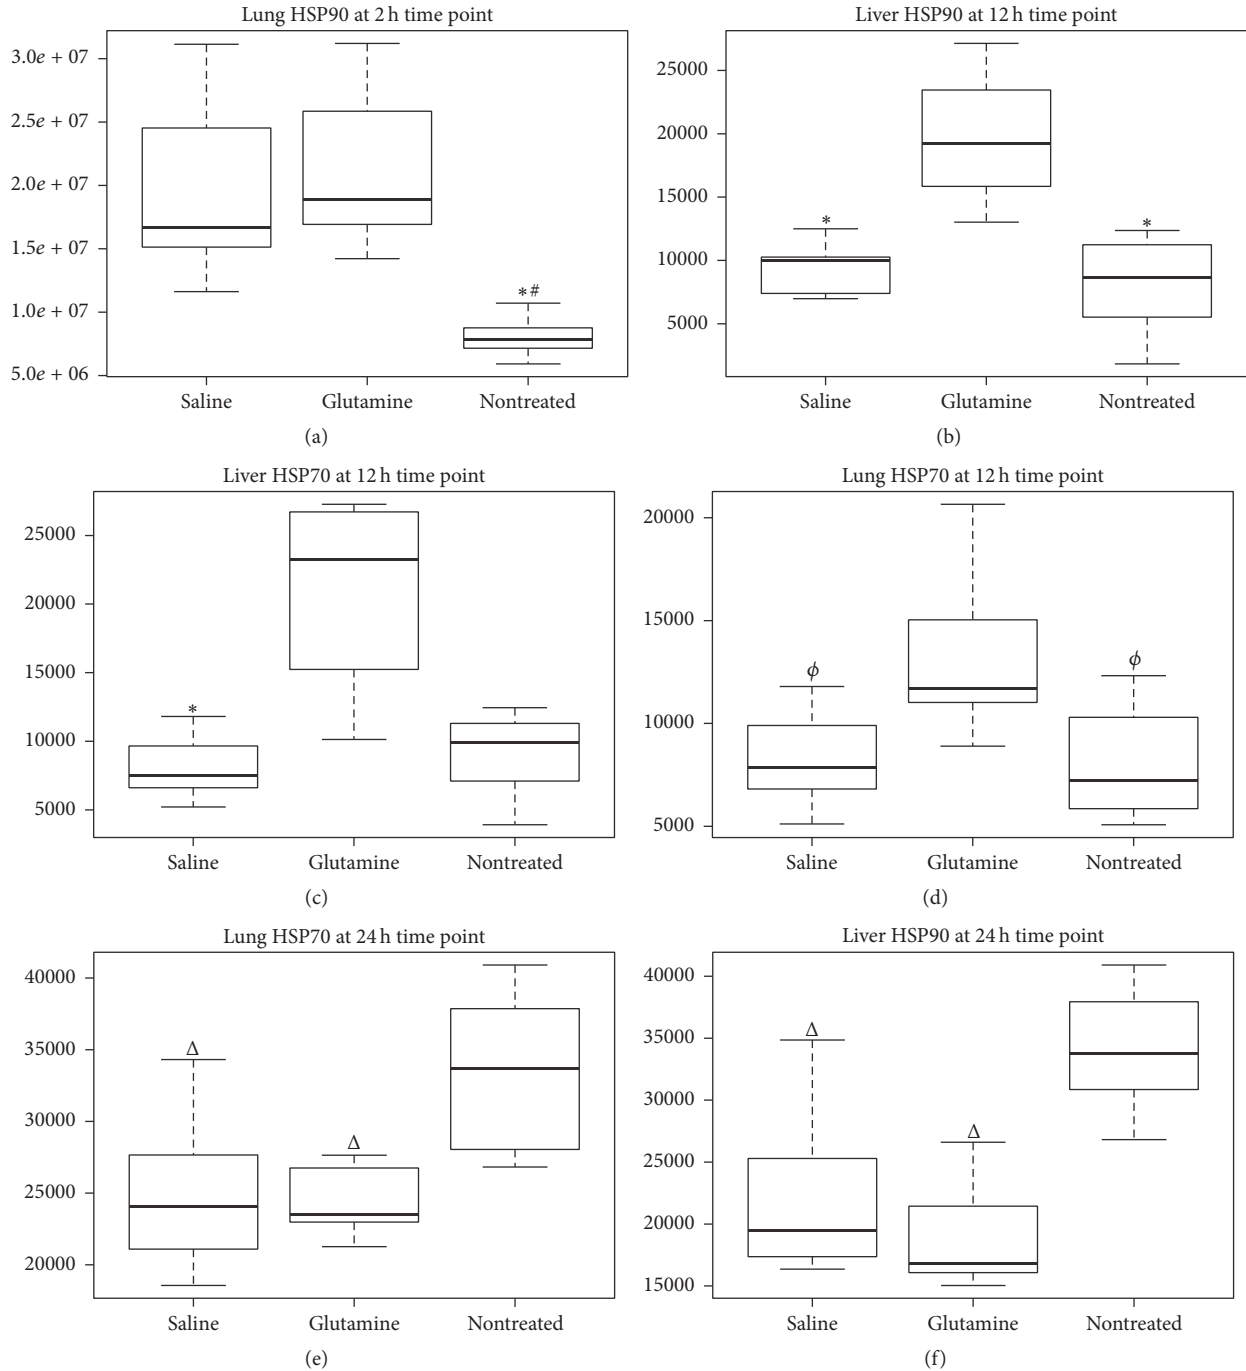 Lung HSP90 at 2 h time point
3.0e + 07
2.5e + 07
2.0e + 07
1.5e + 07
1.0e + 07
5.0e + 06
*#
Saline Glutamine Nontreated
(a)
Liver HSP90 at 12 h time point
25000
20000
15000
10000
5000
* *
Saline Glutamine Nontreated
(b)
Liver HSP70 at 12 h time point
25000
20000
15000
10000
5000
*
Saline Glutamine Nontreated
(c)
Lung HSP70 at 12 h time point
20000
15000
10000
5000
ϕ ϕ
Saline Glutamine Nontreated
(d)
Lung HSP70 at 24 h time point
40000
35000
30000
25000
20000
Δ Δ
Saline Glutamine Nontreated
(e)
Liver HSP90 at 24 h time point
40000
35000
30000
25000
20000
15000
Δ Δ
Saline Glutamine Nontreated
(f)